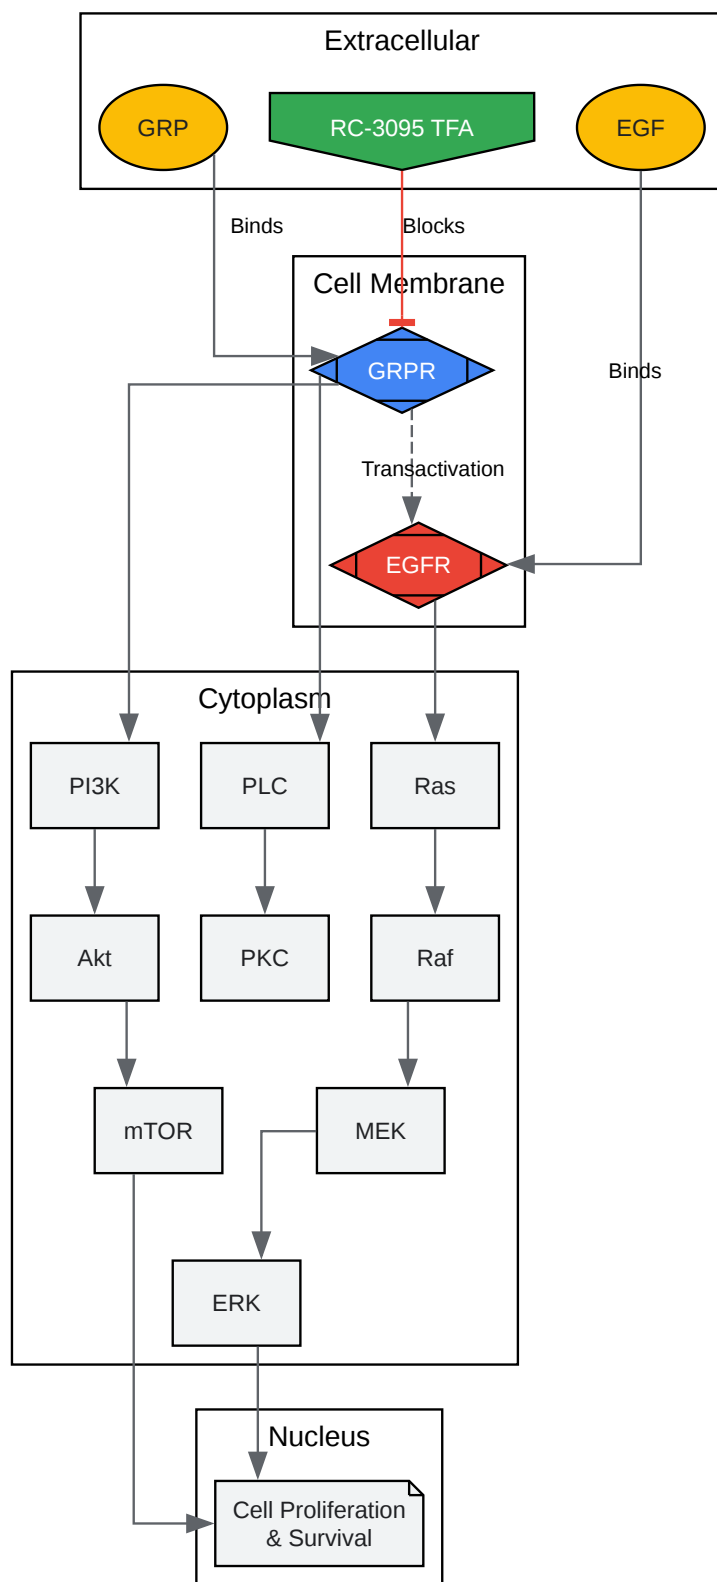 Extracellular
GRP
RC-3095 TFA
EGF
Binds
Blocks
Cell Membrane
GRPR
Binds
Transactivation
EGFR
Cytoplasm
PI3K
PLC
Ras
Akt
PKC
Raf
mTOR
MEK
ERK
Nucleus
Cell Proliferation
& Survival